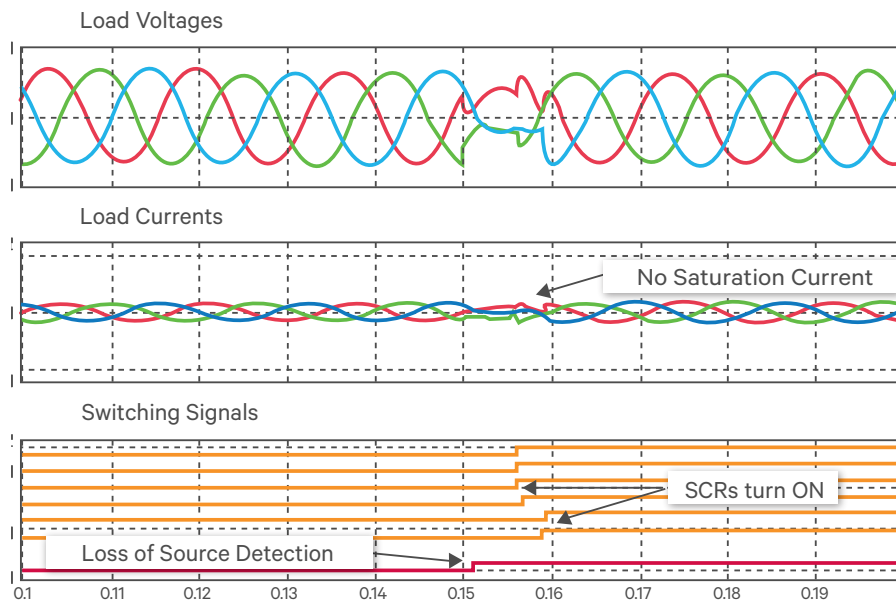 Load Voltages
Load Currents
No Saturation Current
Switching Signals
SCRs turn ON
Loss of Source Detection
0.1 0.11 0.12 0.13 0.14 0.15 0.16 0.17 0.18 0.19